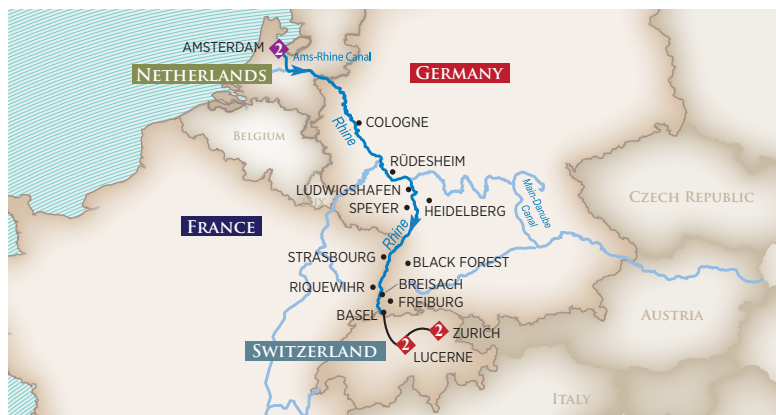 AMSTERDAM
2
Ams-Rhine Canal
NETHERLANDS
GERMANY
BELGIUM
Rhine
COLOGNE
RÜDESHEIM
LUDWIGSHAFEN
LUX
SPEYER
HEIDELBERG
Main-Danube
Canal
CZECH REPUBLIC
FRANCE
Rhine
STRASBOURG
BLACK FOREST
RIQUEWIHR
BREISACH
FREIBURG
BASEL
AUSTRIA
2
ZURICH
SWITZERLAND
2
LUCERNE
ITALY